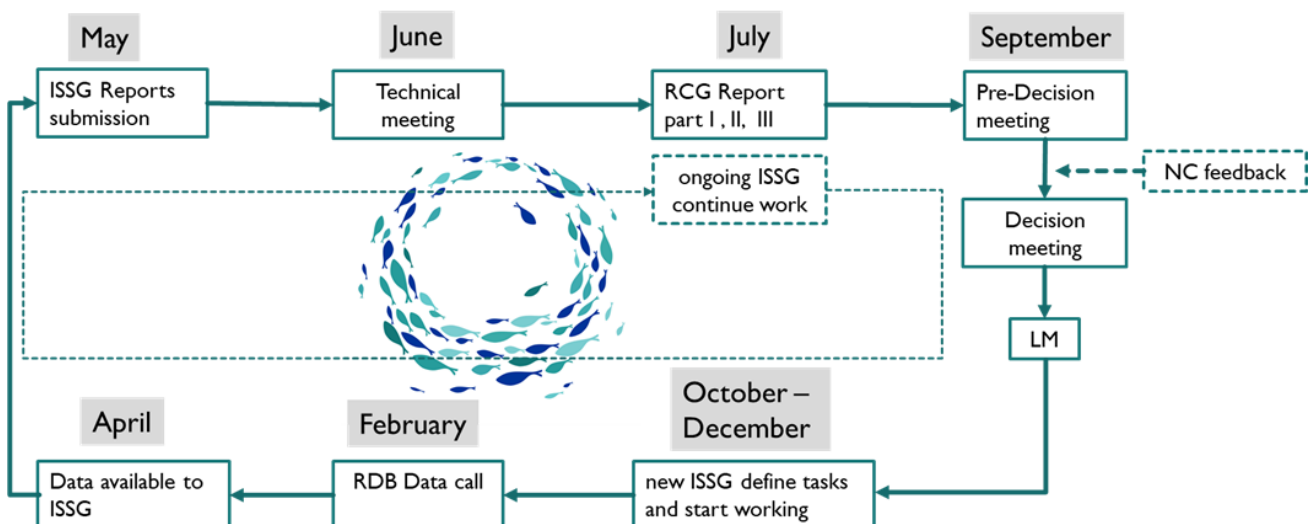 May
June
July
September
ISSG Reports
submission
Technical
meeting
RCG Report
part I , II, III
Pre-Decision
meeting
ongoing ISSG
continue work
NC feedback
Decision
meeting
LM
April
February
October –
December
Data available to
ISSG
RDB Data call
new ISSG define tasks
and start working